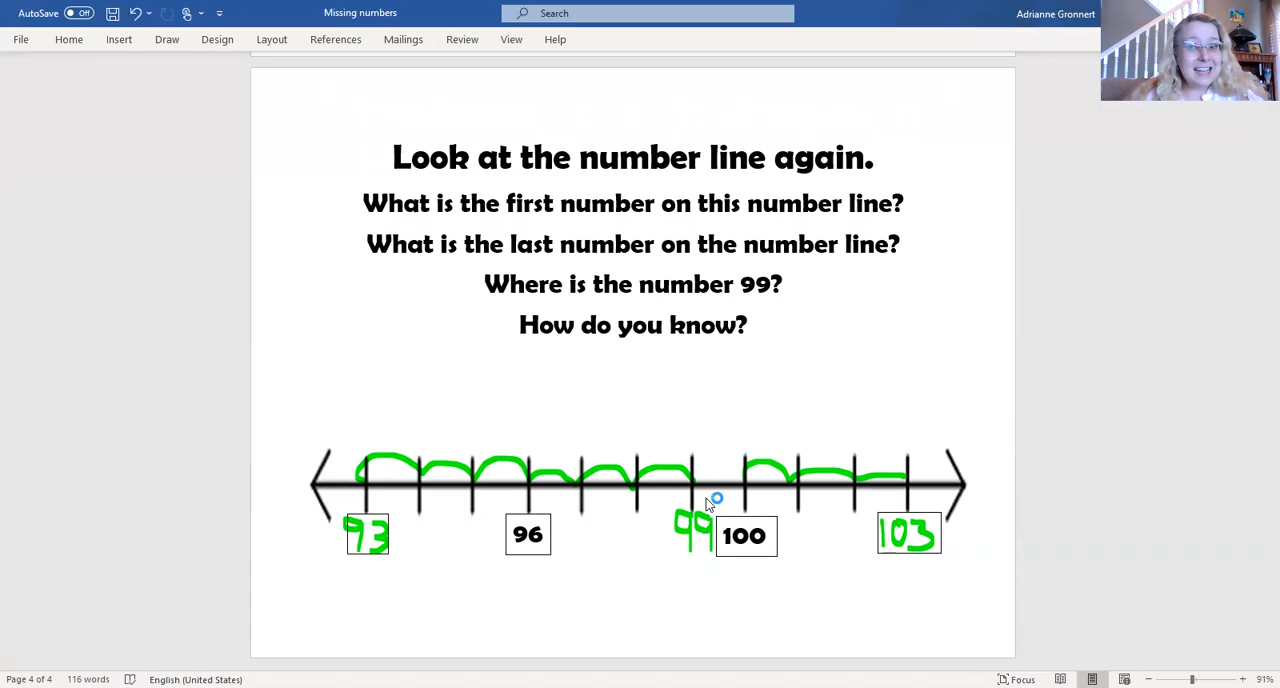 AutoSave Off Missing numbers Search Adrianne Gronnert
File Home Insert Draw Design Layout References Mailings Review View Help
Look at the number line again.
What is the first number on this number line?
What is the last number on the number line?
Where is the number 99?
How do you know?
93 96 99 100 103
Page 4 of 4 116 words English (United States) Focus 91%